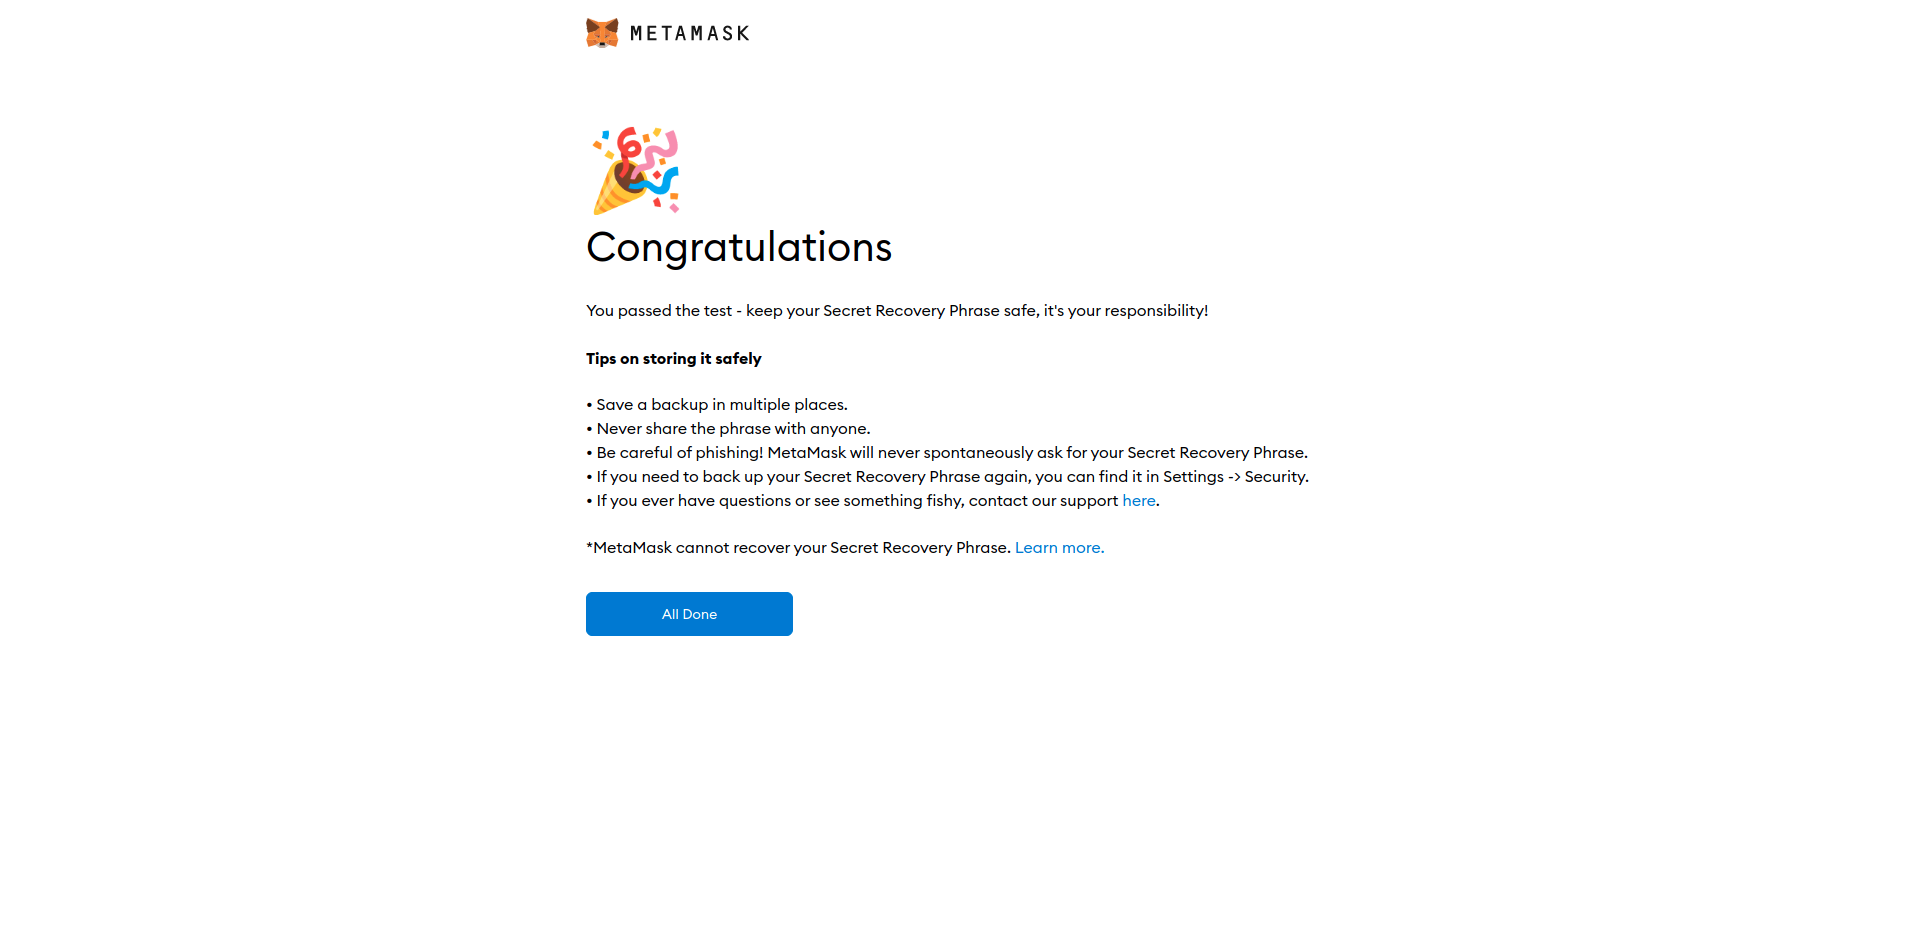 METAMASK
Congratulations
You passed the test - keep your Secret Recovery Phrase safe, it's your responsibility!
Tips on storing it safely
• Save a backup in multiple places.
• Never share the phrase with anyone.
• Be careful of phishing! MetaMask will never spontaneously ask for your Secret Recovery Phrase.
• If you need to back up your Secret Recovery Phrase again, you can find it in Settings -> Security.
• If you ever have questions or see something fishy, contact our support here.
*MetaMask cannot recover your Secret Recovery Phrase. Learn more.
All Done